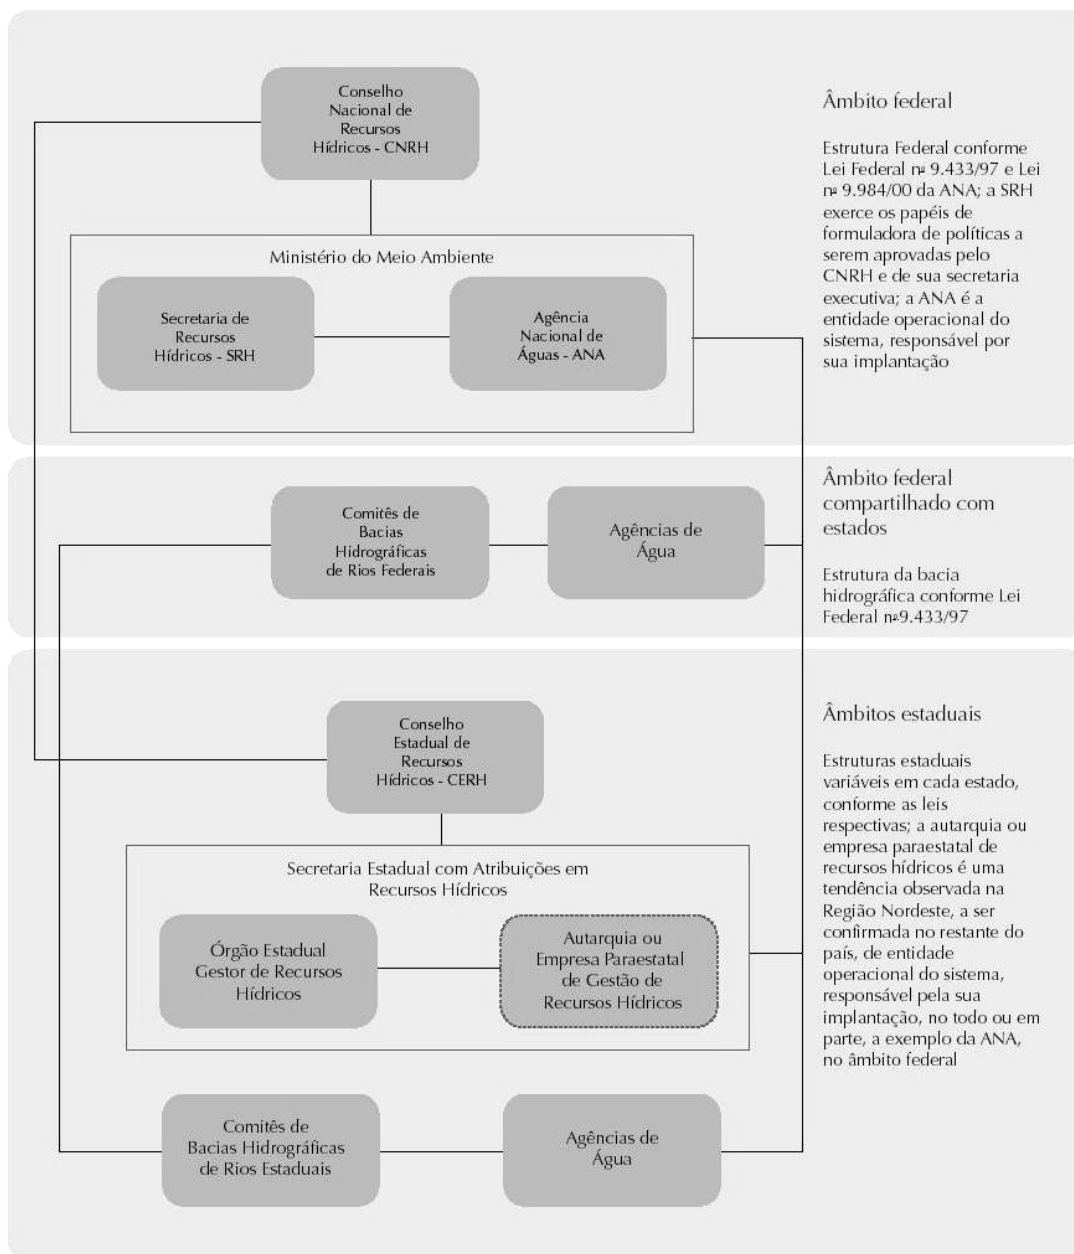 Conselho
Nacional de
Recursos
Hídricos - CNRH
Ministério do Meio Ambiente
Secretaria de
Recursos
Hídricos - SRH
Agência
Nacional de
Águas - ANA
Âmbito federal
Estrutura Federal conforme
Lei Federal nº 9.433/97 e Lei
nº 9.984/00 da ANA; a SRH
exerce os papéis de
formuladora de políticas a
serem aprovadas pelo
CNRH e de sua secretaria
executiva; a ANA é a
entidade operacional do
sistema, responsável por
sua implantação
Comitês de
Bacias
Hidrográficas
de Rios Federais
Agências de
Água
Âmbito federal
compartilhado com
estados
Estrutura da bacia
hidrográfica conforme Lei
Federal nº9.433/97
Conselho
Estadual de
Recursos
Hídricos - CERH
Secretaria Estadual com Atribuições em
Recursos Hídricos
Órgão Estadual
Gestor de Recursos
Hídricos
Autarquia ou
Empresa Paraestatal
de Gestão de
Recursos Hídricos
Comitês de
Bacias Hidrográficas
de Rios Estaduais
Agências de
Água
Âmbitos estaduais
Estruturas estaduais
variáveis em cada estado,
conforme as leis
respectivas; a autarquia ou
empresa paraestatal de
recursos hídricos é uma
tendência observada na
Região Nordeste, a ser
confirmada no restante do
país, de entidade
operacional do sistema,
responsável pela sua
implantação, no todo ou em
parte, a exemplo da ANA,
no âmbito federal